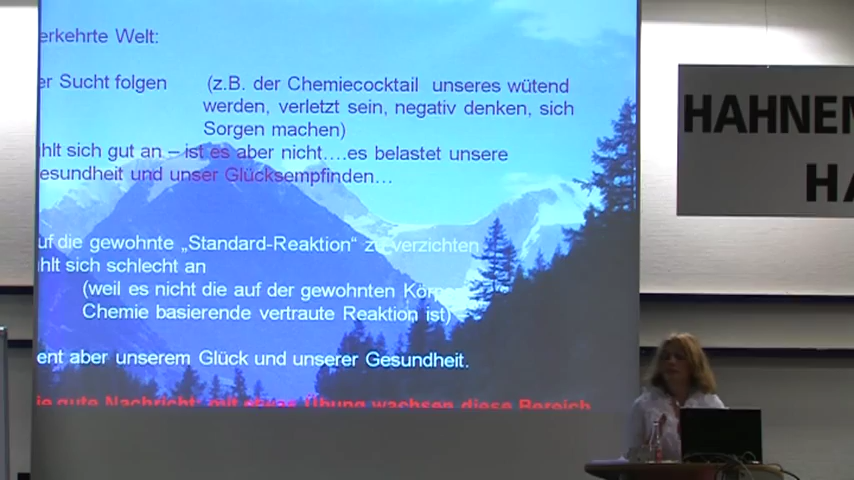 erkehrte Welt:
er Sucht folgen (z.B. der Chemiecocktail unseres wütend
werden, verletzt sein, negativ denken, sich
Sorgen machen)
hlt sich gut an – ist es aber nicht….es belastet unsere
esundheit und unser Glücksempfinden…
uf die gewohnte „Standard-Reaktion“ zu verzichten
hlt sich schlecht an
(weil es nicht die auf der gewohnten Körper
Chemie basierende vertraute Reaktion ist)
ent aber unserem Glück und unserer Gesundheit.
ie gute Nachricht: mit etwas Übung wachsen diese Bereich
HAHNEM
HA